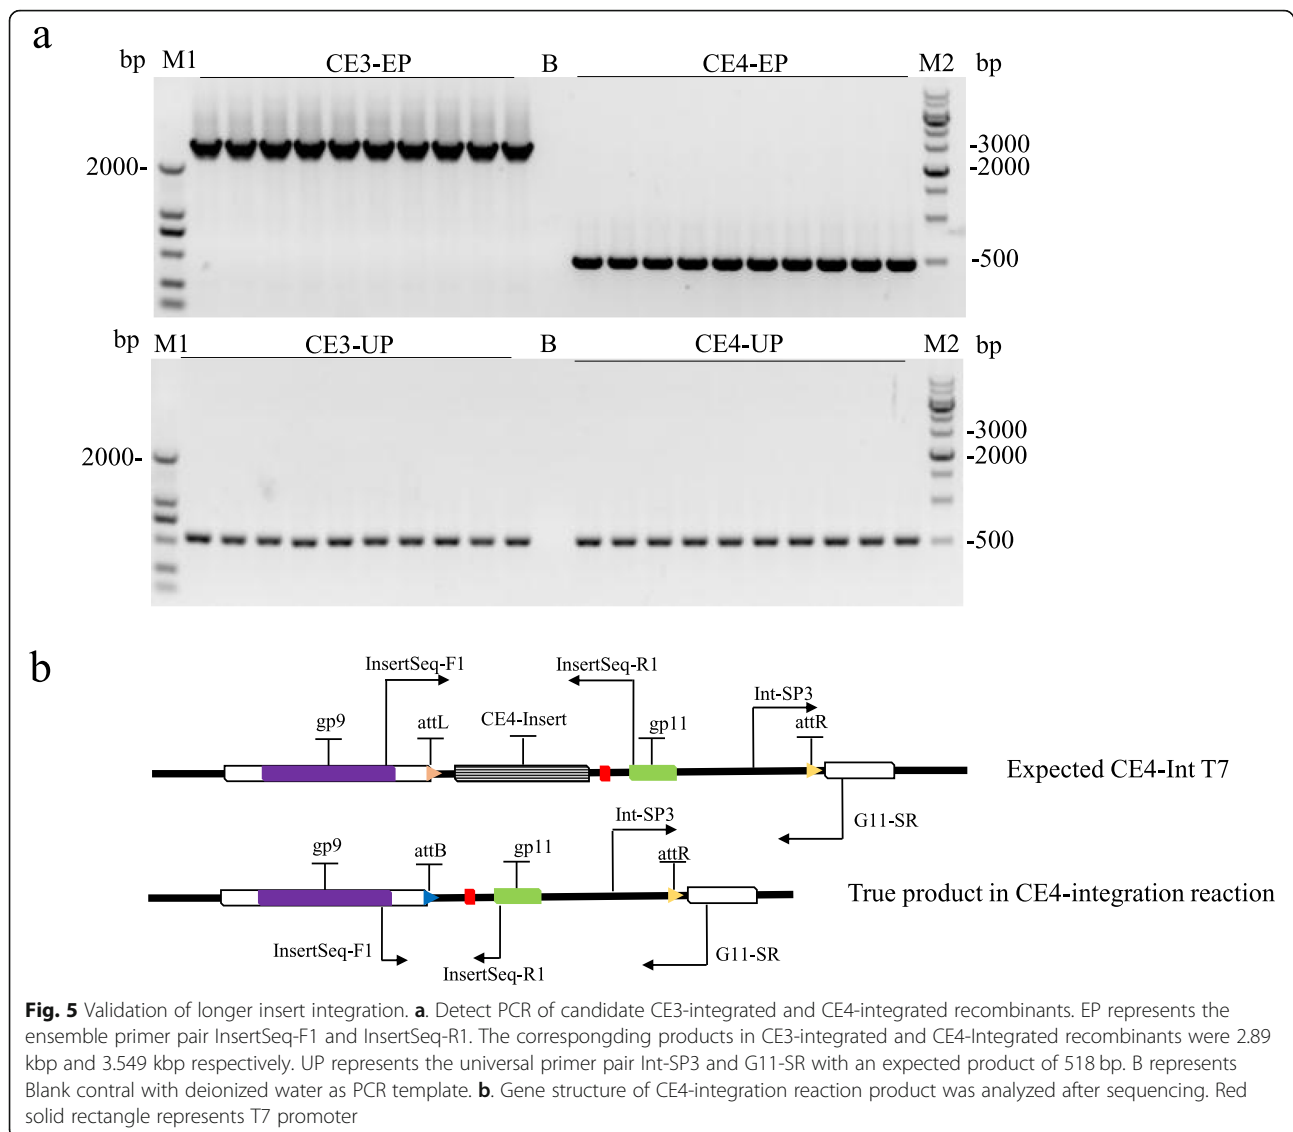 a
bp M1 CE3-EP B CE4-EP M2 bp
2000-
-3000
-2000
-500
bp M1 CE3-UP B CE4-UP M2 bp
2000-
-3000
-2000
-500
b
InsertSeq-F1 InsertSeq-R1 Int-SP3
gp9 attL CE4-Insert gp11 attR
Expected CE4-Int T7
G11-SR
Int-SP3
gp9 attB gp11 attR
True product in CE4-integration reaction
InsertSeq-F1 InsertSeq-R1 G11-SR
Fig. 5 Validation of longer insert integration. a. Detect PCR of candidate CE3-integrated and CE4-integrated recombinants. EP represents the
ensemble primer pair InsertSeq-F1 and InsertSeq-R1. The correspongding products in CE3-integrated and CE4-Integrated recombinants were 2.89
kbp and 3.549 kbp respectively. UP represents the universal primer pair Int-SP3 and G11-SR with an expected product of 518 bp. B represents
Blank contral with deionized water as PCR template. b. Gene structure of CE4-integration reaction product was analyzed after sequencing. Red
solid rectangle represents T7 promoter